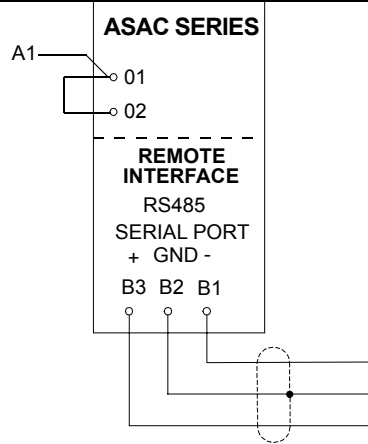 ASAC SERIES
A1
01
02
REMOTE
INTERFACE
RS485
SERIAL PORT
+ GND -
B3 B2 B1